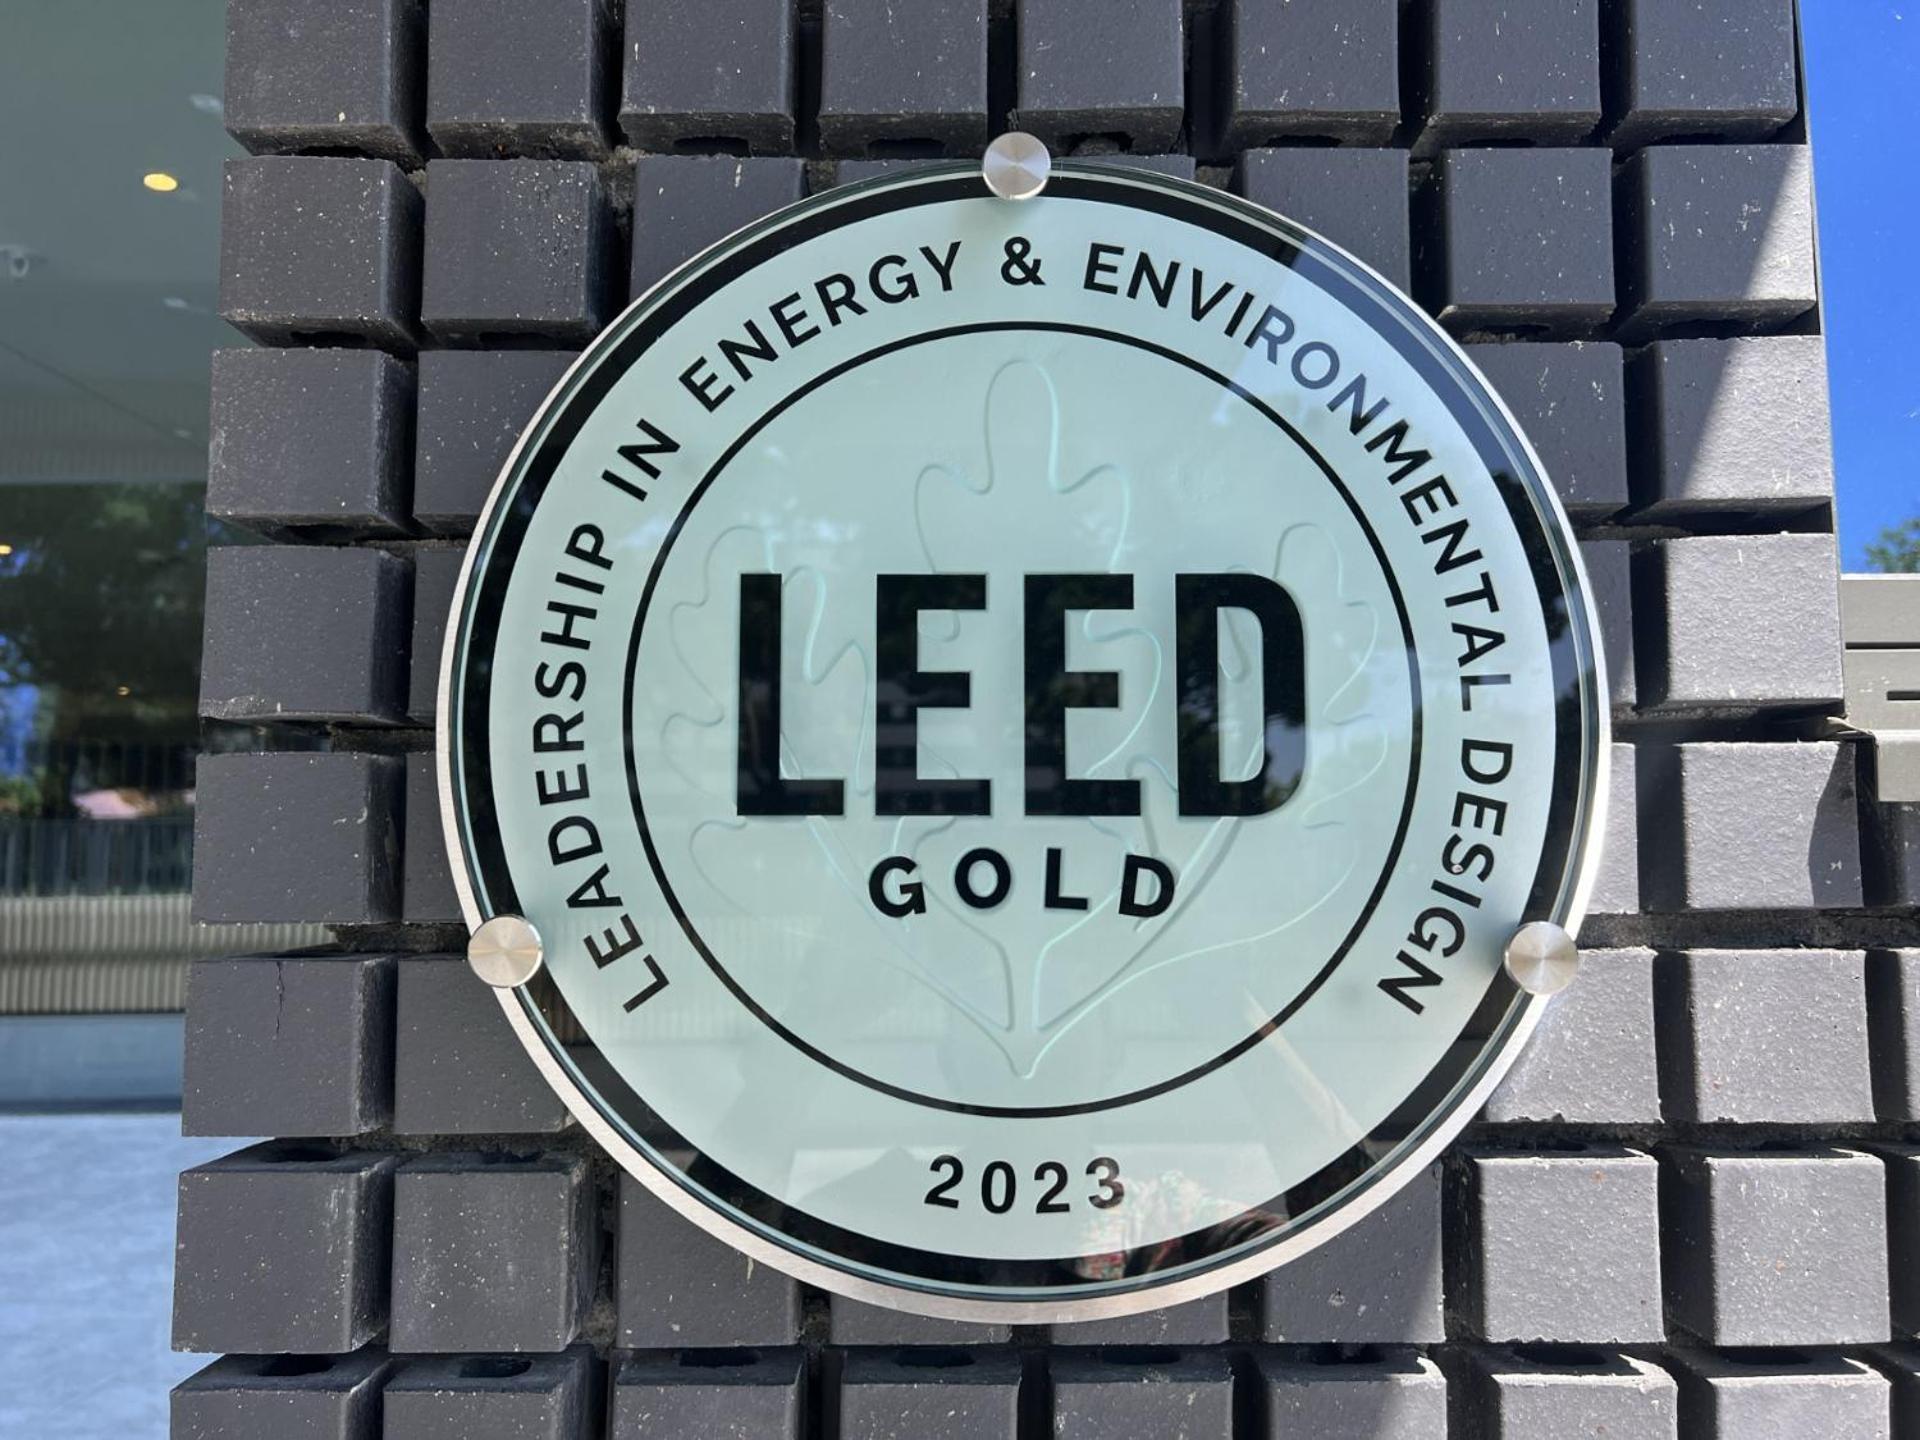 LEADERSHIP IN ENERGY & ENVIRONMENTAL DESIGN
LEED
GOLD
2023